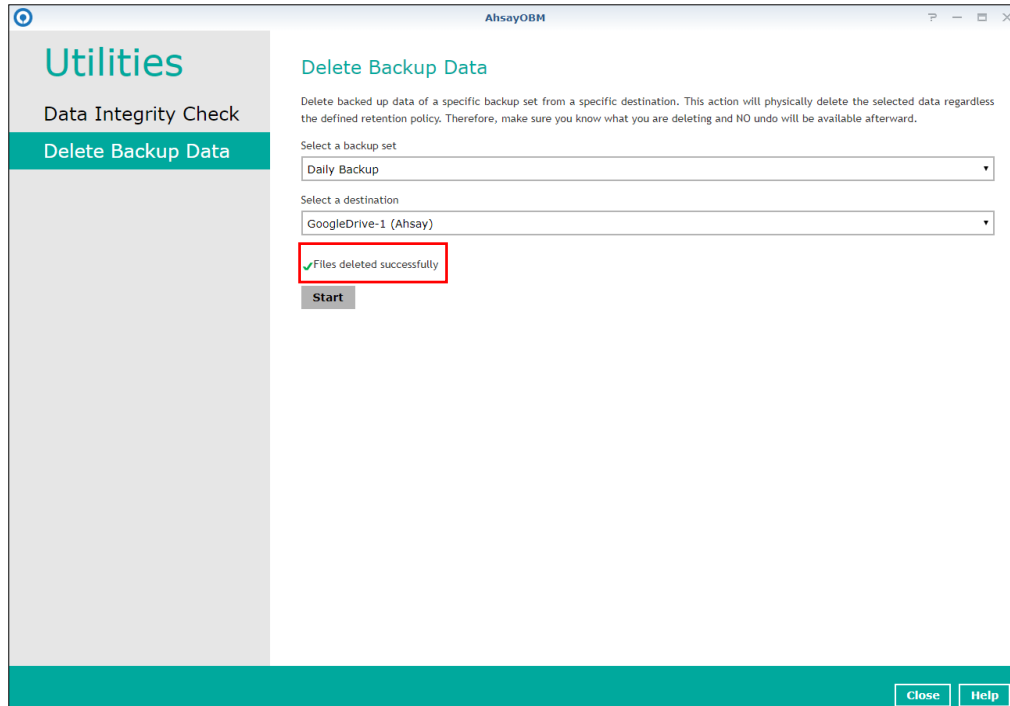 AhsayOBM
Utilities
Data Integrity Check
Delete Backup Data
Delete Backup Data
Delete backed up data of a specific backup set from a specific destination. This action will physically delete the selected data regardless
the defined retention policy. Therefore, make sure you know what you are deleting and NO undo will be available afterward.
Select a backup set
Daily Backup
Select a destination
GoogleDrive-1 (Ahsay)
Files deleted successfully
Start
Close
Help